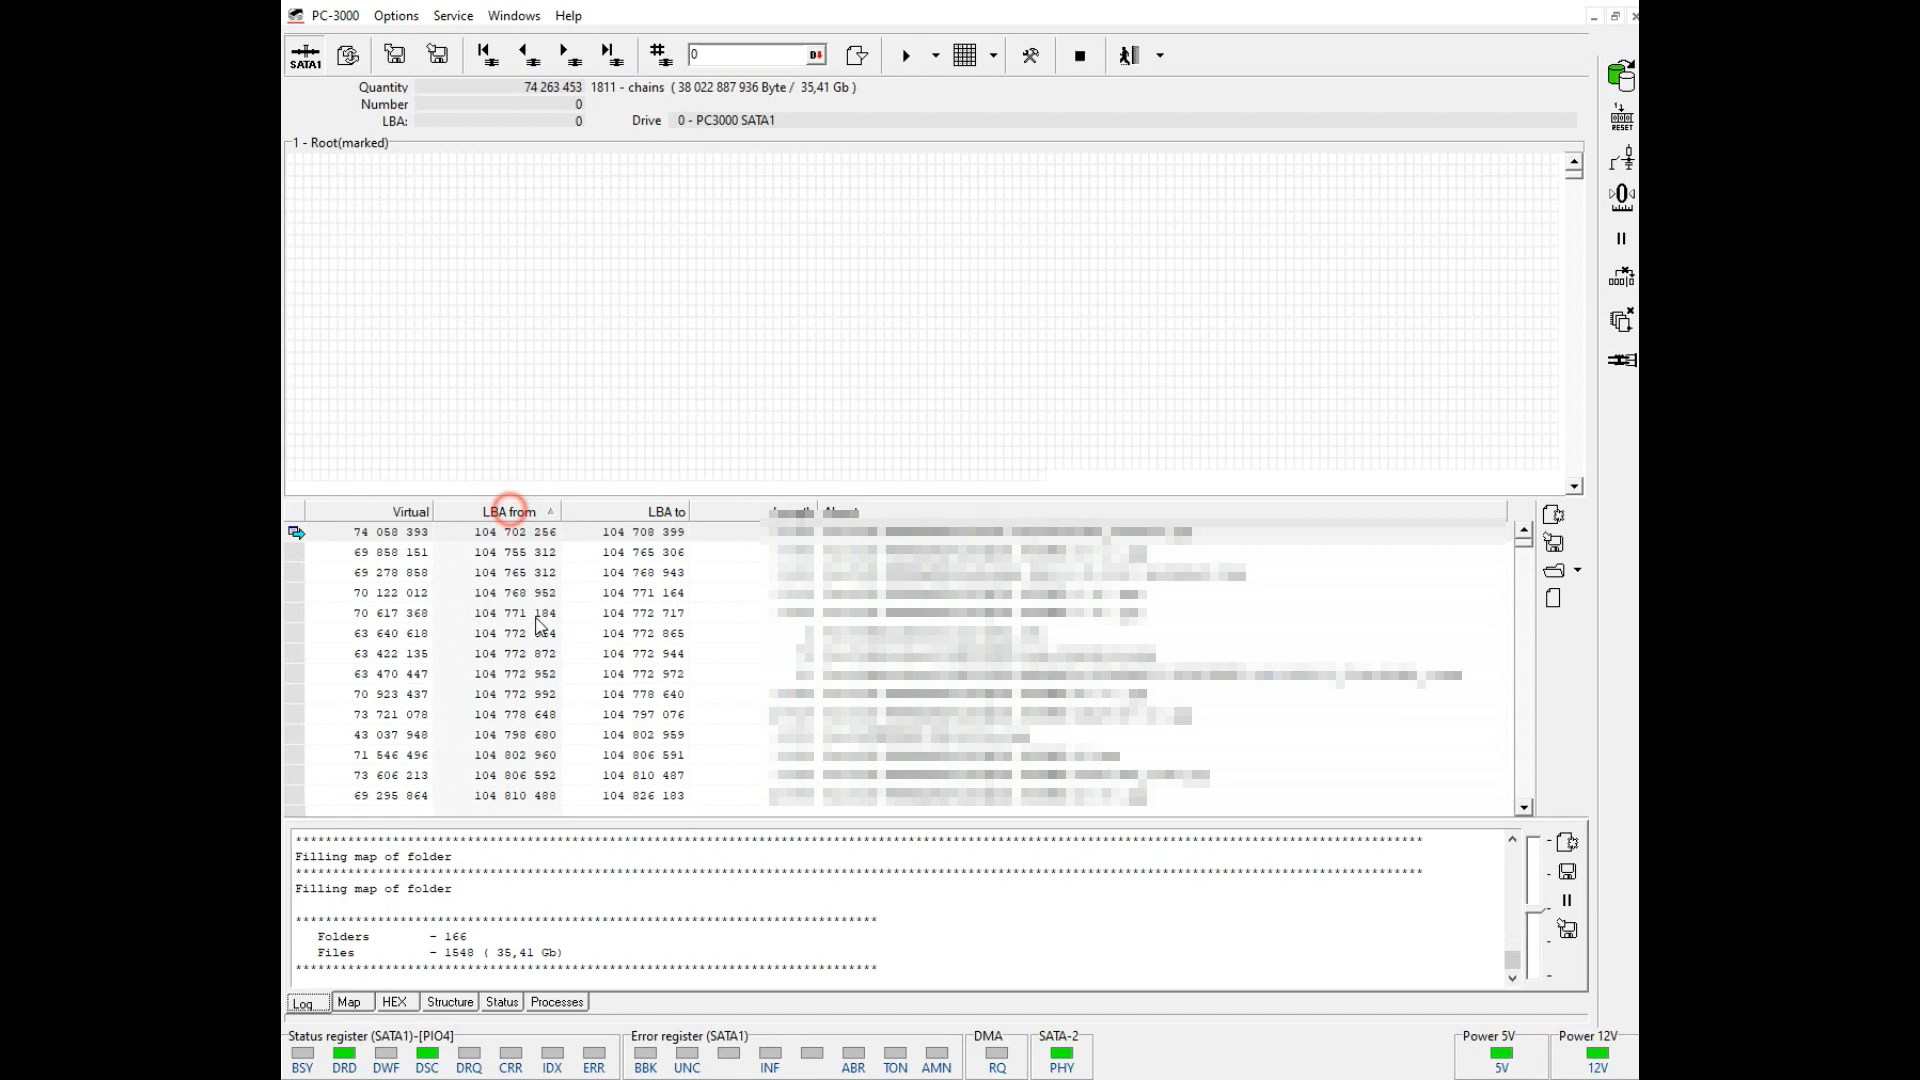 PC-3000 Options Service Windows Help
SATA1 0
Quantity 74 263 453 1811 - chains ( 38 022 887 936 Byte / 35,41 Gb )
Number 0
LBA: 0 Drive 0 - PC3000 SATA1
1 - Root(marked)
RESET
Virtual LBA from LBA to
74 058 393 104 702 256 104 708 399
69 858 151 104 755 312 104 765 306
69 278 858 104 765 312 104 768 943
70 122 012 104 768 952 104 771 164
70 617 368 104 771 184 104 772 717
63 640 618 104 772 104 772 865
63 422 135 104 772 872 104 772 944
63 470 447 104 772 952 104 772 972
70 923 437 104 772 992 104 778 640
73 721 078 104 778 648 104 797 076
43 037 948 104 798 680 104 802 959
71 546 496 104 802 960 104 806 591
73 606 213 104 806 592 104 810 487
69 295 864 104 810 488 104 826 183
Filling map of folder
Filling map of folder
Folders - 166
Files - 1548 ( 35,41 Gb)
Log Map HEX Structure Status Processes
Status register (SATA1)-[PIO4] Error register (SATA1) DMA SATA-2 Power 5V Power 12V
BSY DRD DWF DSC DRQ CRR IDX ERR BBK UNC INF ABR TON AMN RQ PHY 5V 12V